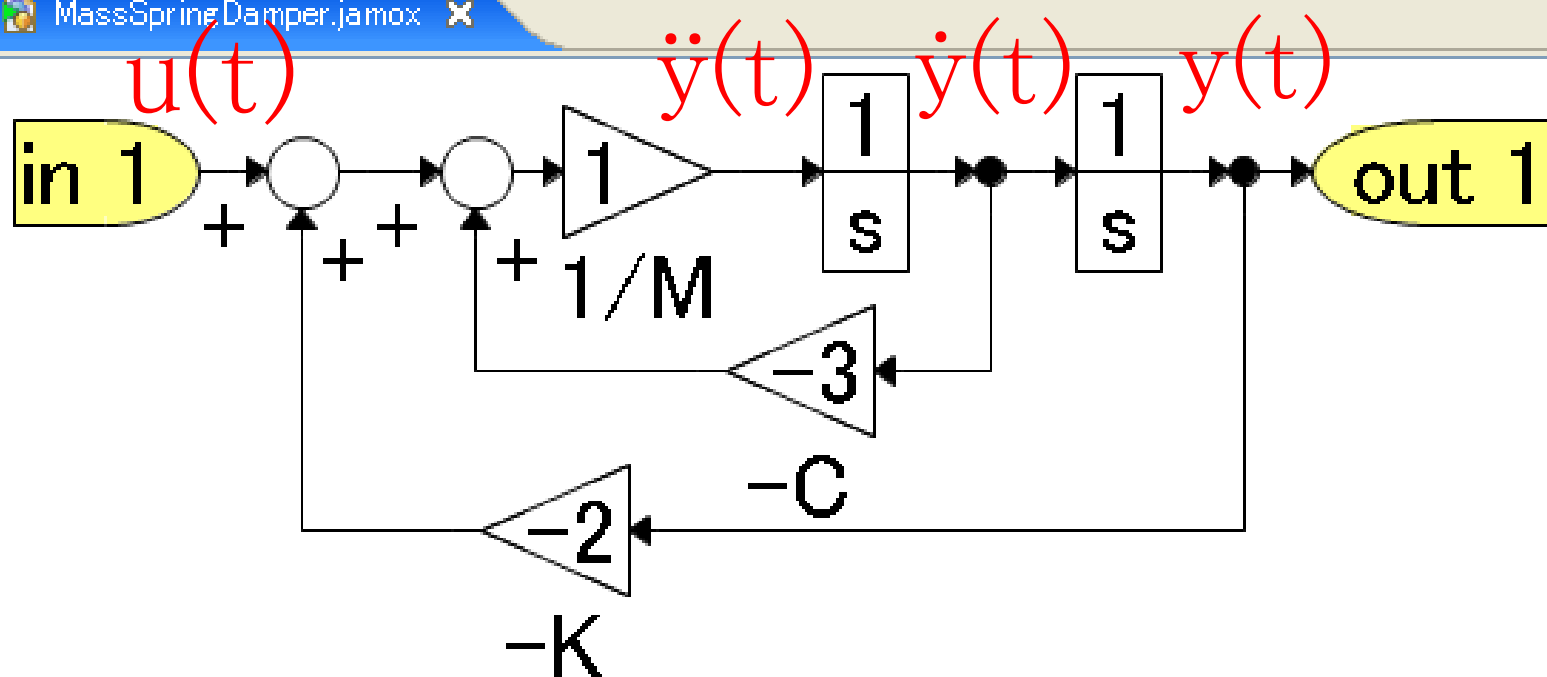 MassSpringDamper.jamox
u(t) ÿ(t) ẏ(t) y(t)
in 1 1 1 1 out 1
s s
+ + + +
1/M
-3
-C
-2
-K